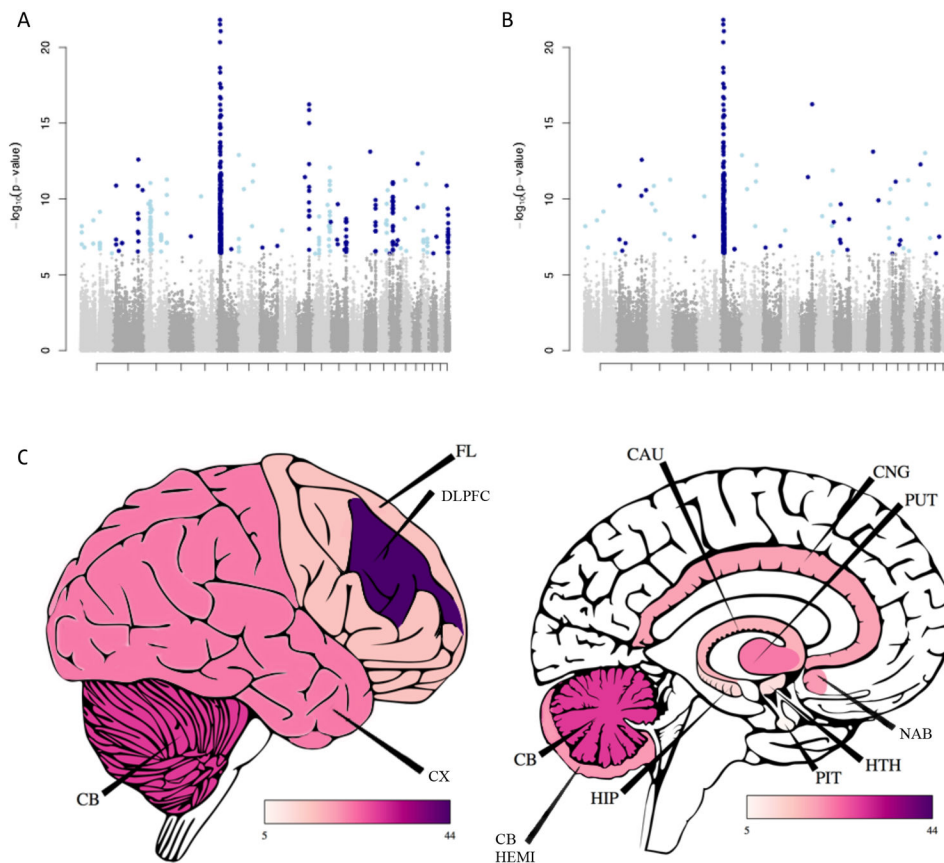 A
B
20
15
10
5
0
−log₁₀(p−value)
20
15
10
5
0
−log₁₀(p−value)
C
FL
DLPFC
CB
CX
5
44
CAU
CNG
PUT
CB
HIP
CB
HEMI
PIT
HTH
NAB
5
44